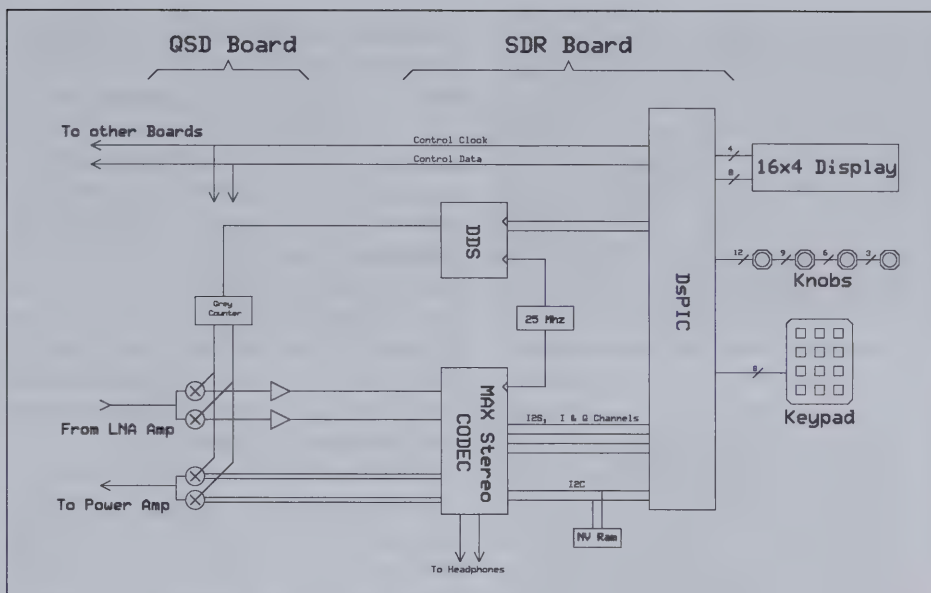 QSD Board
SDR Board
To other Boards
Control Clock
Control Data
4
8
16x4 Display
DDS
DsPIC
12
9
6
3
Knobs
Grey
Counter
25 Mhz
MAX Stereo
CODEC
8
Keypad
From LNA Amp
I2S, I & Q Channels
To Power Amp
I2C
NV Ram
To Headphones